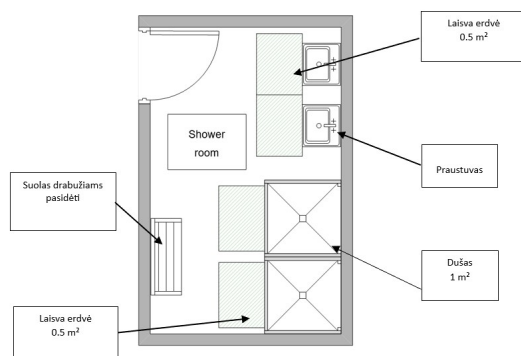 Laisva erdvė
0.5 m²
Shower
room
Praustuvas
Suolas drabužiams
pasidėti
Dušas
1 m²
Laisva erdvė
0.5 m²